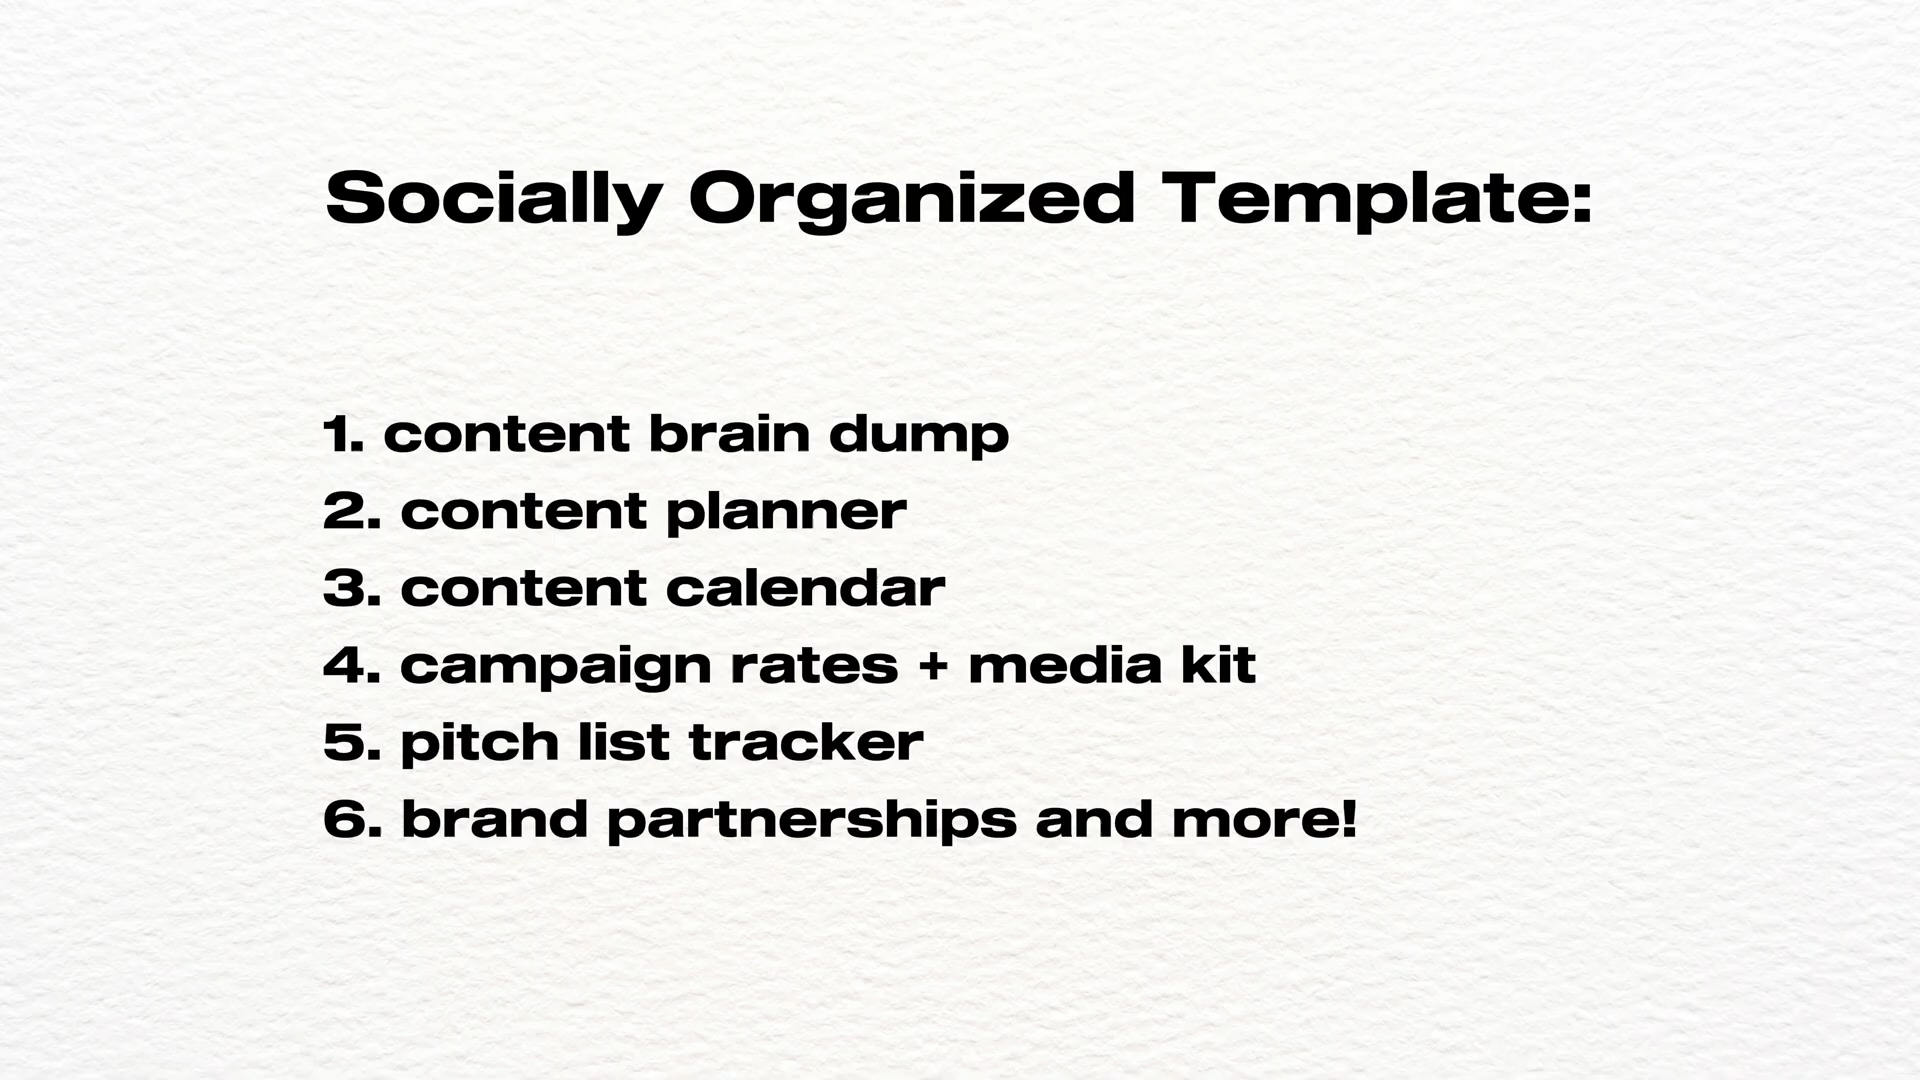 Socially Organized Template:
1. content brain dump
2. content planner
3. content calendar
4. campaign rates + media kit
5. pitch list tracker
6. brand partnerships and more!